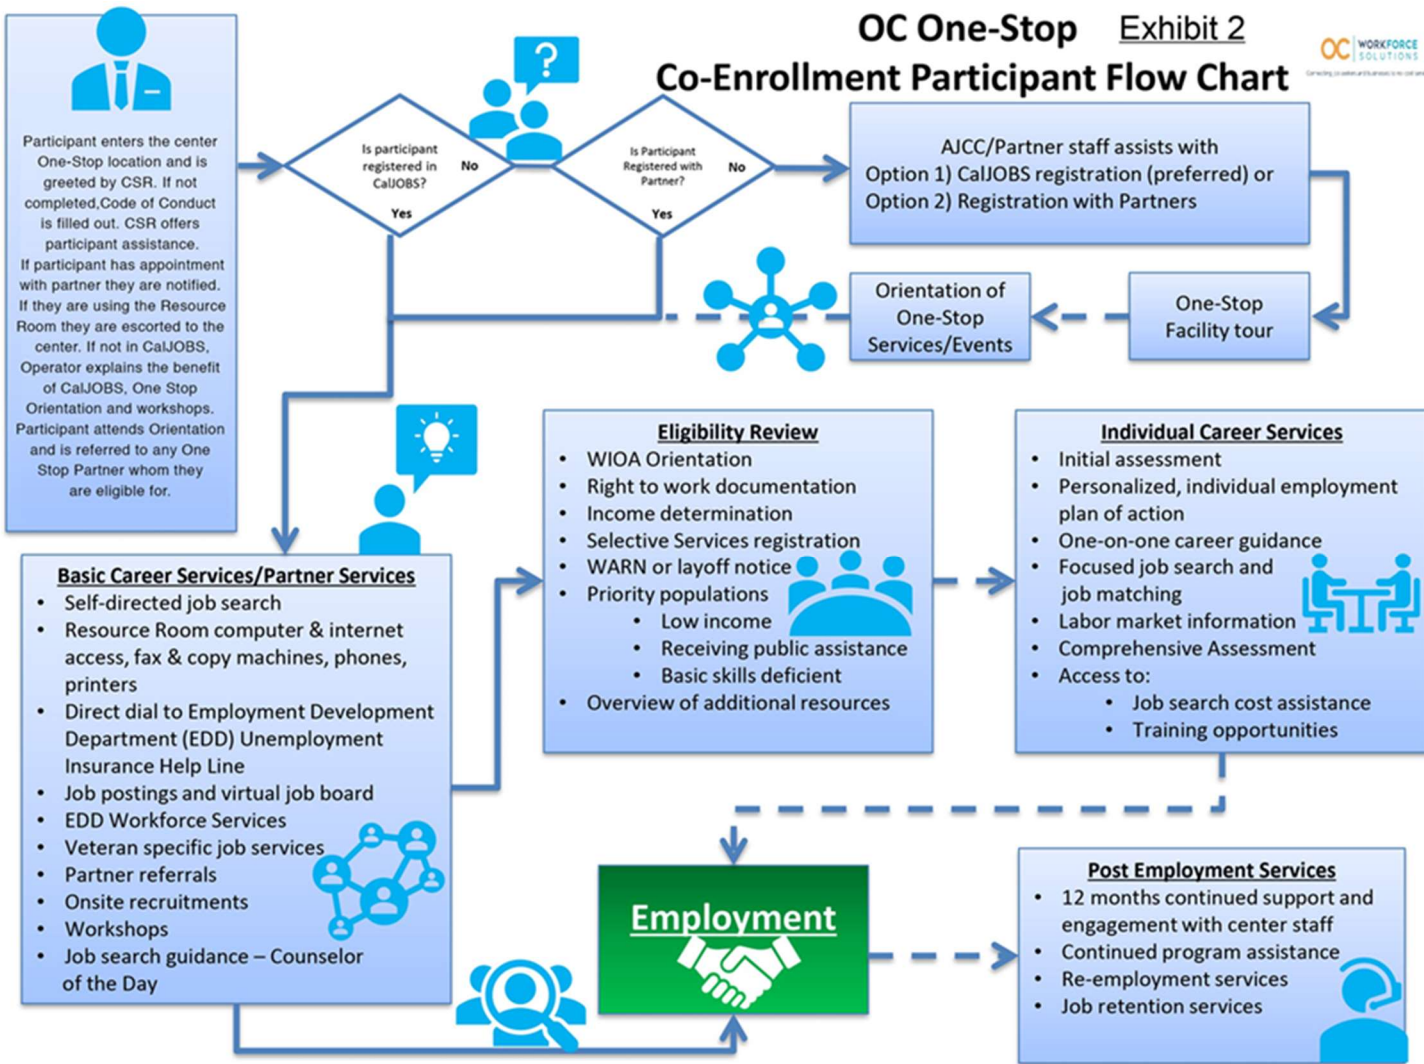 OC One-Stop Exhibit 2
Co-Enrollment Participant Flow Chart
OC WORKFORCE
SOLUTIONS
Participant enters the center
One-Stop location and is
greeted by CSR. If not
completed,Code of Conduct
is filled out. CSR offers
participant assistance.
If participant has appointment
with partner they are notified.
If they are using the Resource
Room they are escorted to the
center. If not in CalJOBS,
Operator explains the benefit
of CalJOBS, One Stop
Orientation and workshops.
Participant attends Orientation
and is referred to any One
Stop Partner whom they
are eligible for.
Is participant
registered in
CalJOBS?
No
Yes
?
Is Participant
Registered with
Partner?
No
Yes
AJCC/Partner staff assists with
Option 1) CalJOBS registration (preferred) or
Option 2) Registration with Partners
One-Stop
Facility tour
Orientation of
One-Stop
Services/Events
Basic Career Services/Partner Services
• Self-directed job search
• Resource Room computer & internet
access, fax & copy machines, phones,
printers
• Direct dial to Employment Development
Department (EDD) Unemployment
Insurance Help Line
• Job postings and virtual job board
• EDD Workforce Services
• Veteran specific job services
• Partner referrals
• Onsite recruitments
• Workshops
• Job search guidance – Counselor
of the Day
Eligibility Review
• WIOA Orientation
• Right to work documentation
• Income determination
• Selective Services registration
• WARN or layoff notice
• Priority populations
• Low income
• Receiving public assistance
• Basic skills deficient
• Overview of additional resources
Individual Career Services
• Initial assessment
• Personalized, individual employment
plan of action
• One-on-one career guidance
• Focused job search and
job matching
• Labor market information
• Comprehensive Assessment
• Access to:
• Job search cost assistance
• Training opportunities
Employment
Post Employment Services
• 12 months continued support and
engagement with center staff
• Continued program assistance
• Re-employment services
• Job retention services